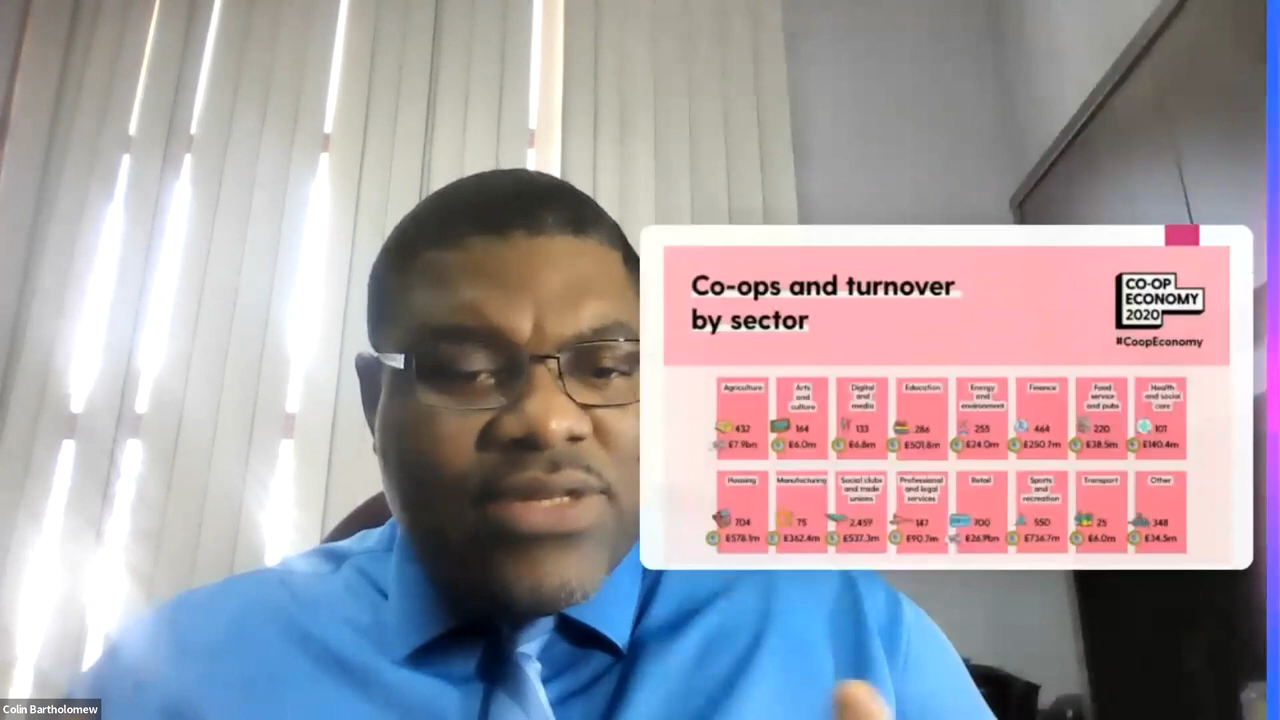 Co-ops and turnover
by sector
CO-OP
ECONOMY
2020
#CoopEconomy
Agriculture
432
£7.9bn
Arts
and
culture
164
£6.0m
Digital
and
media
133
£6.8m
Education
286
£501.8m
Energy
and
environment
255
£24.0m
Finance
464
£250.7m
Food
service
and pubs
220
£38.5m
Health
and social
care
107
£140.4m
Housing
704
£578.1m
Manufacturing
75
£362.4m
Social clubs
and trade
unions
2,459
£537.3m
Professional
and legal
services
147
£90.7m
Retail
700
£26.9bn
Sports
and
recreation
550
£736.7m
Transport
25
£6.0m
Other
348
£34.5m
Colin Bartholomew